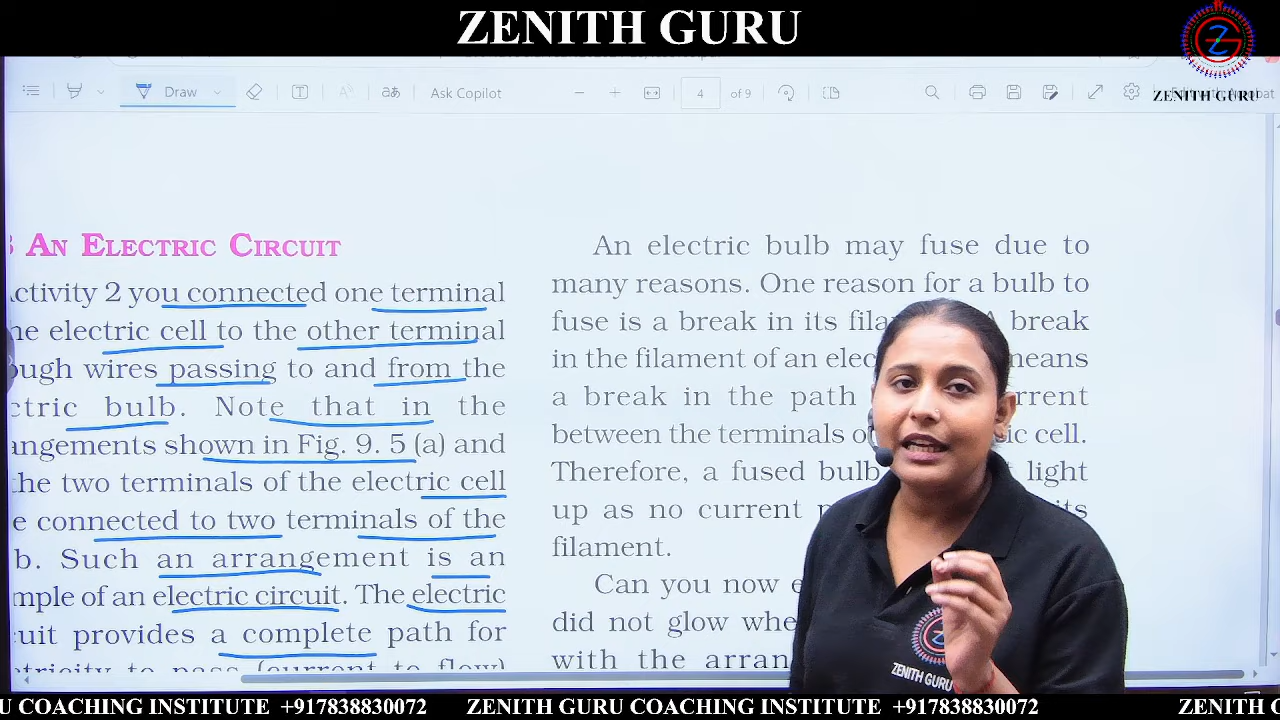 ZENITH GURU
ZENITH GURU
Draw
Ask Copilot
4
of 9
AN ELECTRIC CIRCUIT
ctivity 2 you connected one terminal
he electric cell to the other terminal
ough wires passing to and from the
ctric bulb. Note that in the
angements shown in Fig. 9. 5 (a) and
the two terminals of the electric cell
e connected to two terminals of the
b. Such an arrangement is an
mple of an electric circuit. The electric
cuit provides a complete path for
ctricity to pass (current to flow)
An electric bulb may fuse due to
many reasons. One reason for a bulb to
fuse is a break in its fila A break
in the filament of an elec means
a break in the path rrent
between the terminals o ic cell.
Therefore, a fused bulb t light
up as no current its
filament.
Can you now e
did not glow whe
with the arran
ZENITH GURU
U COACHING INSTITUTE +917838830072 ZENITH GURU COACHING INSTITUTE +917838830072 ZENITH G